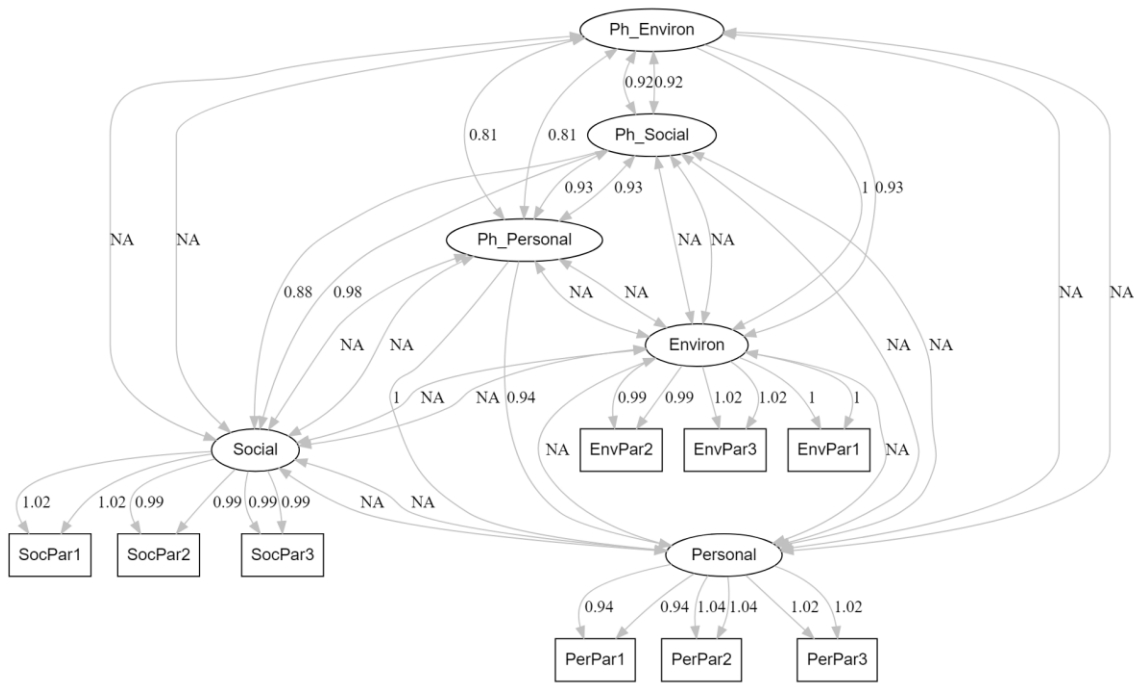 Ph_Environ
0.92 0.92
0.81 0.81 Ph_Social
0.93 0.93 1 0.93
NA NA Ph_Personal NA NA
0.88 0.98 NA NA NA NA
NA NA Environ NA NA
NA NA 1 0.94 0.99 0.99 1.02 1.02 1 1
Social NA EnvPar2 EnvPar3 EnvPar1 NA
1.02 1.02 0.99 0.99 0.99 0.99 NA NA
SocPar1 SocPar2 SocPar3 Personal
0.94 0.94 1.04 1.04 1.02 1.02
PerPar1 PerPar2 PerPar3